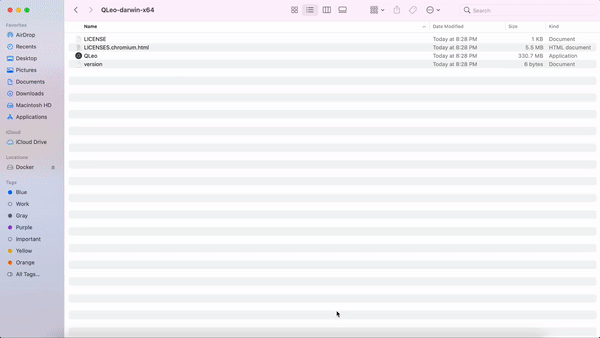 QLeo-darwin-x64
Search
Favorites
AirDrop
Recents
Desktop
Pictures
Documents
Downloads
Macintosh HD
Applications
iCloud
iCloud Drive
Locations
Docker
Tags
Blue
Work
Gray
Purple
Important
Yellow
Orange
All Tags...
Name Date Modified Size Kind
LICENSE Today at 8:28 PM 1 KB Document
LICENSES.chromium.html Today at 8:28 PM 5.5 MB HTML document
QLeo Today at 8:28 PM 330.7 MB Application
version Today at 8:28 PM 6 bytes Document